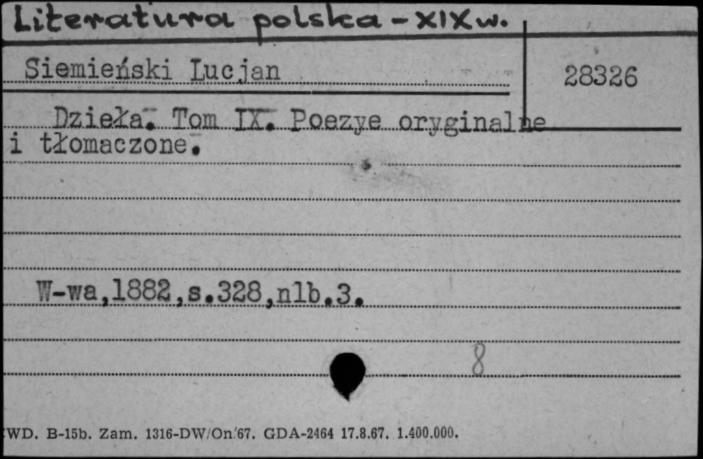 Literatura polska - XIX w.
Siemieński Lucjan
28326
Dzieła. Tom IX. Poezye oryginalne
i tłomaczone.
W-wa,1882,s.328,nlb.3.
8
WD. B-15b. Zam. 1316-DW/On/67. GDA-2464 17.8.67. 1.400.000.